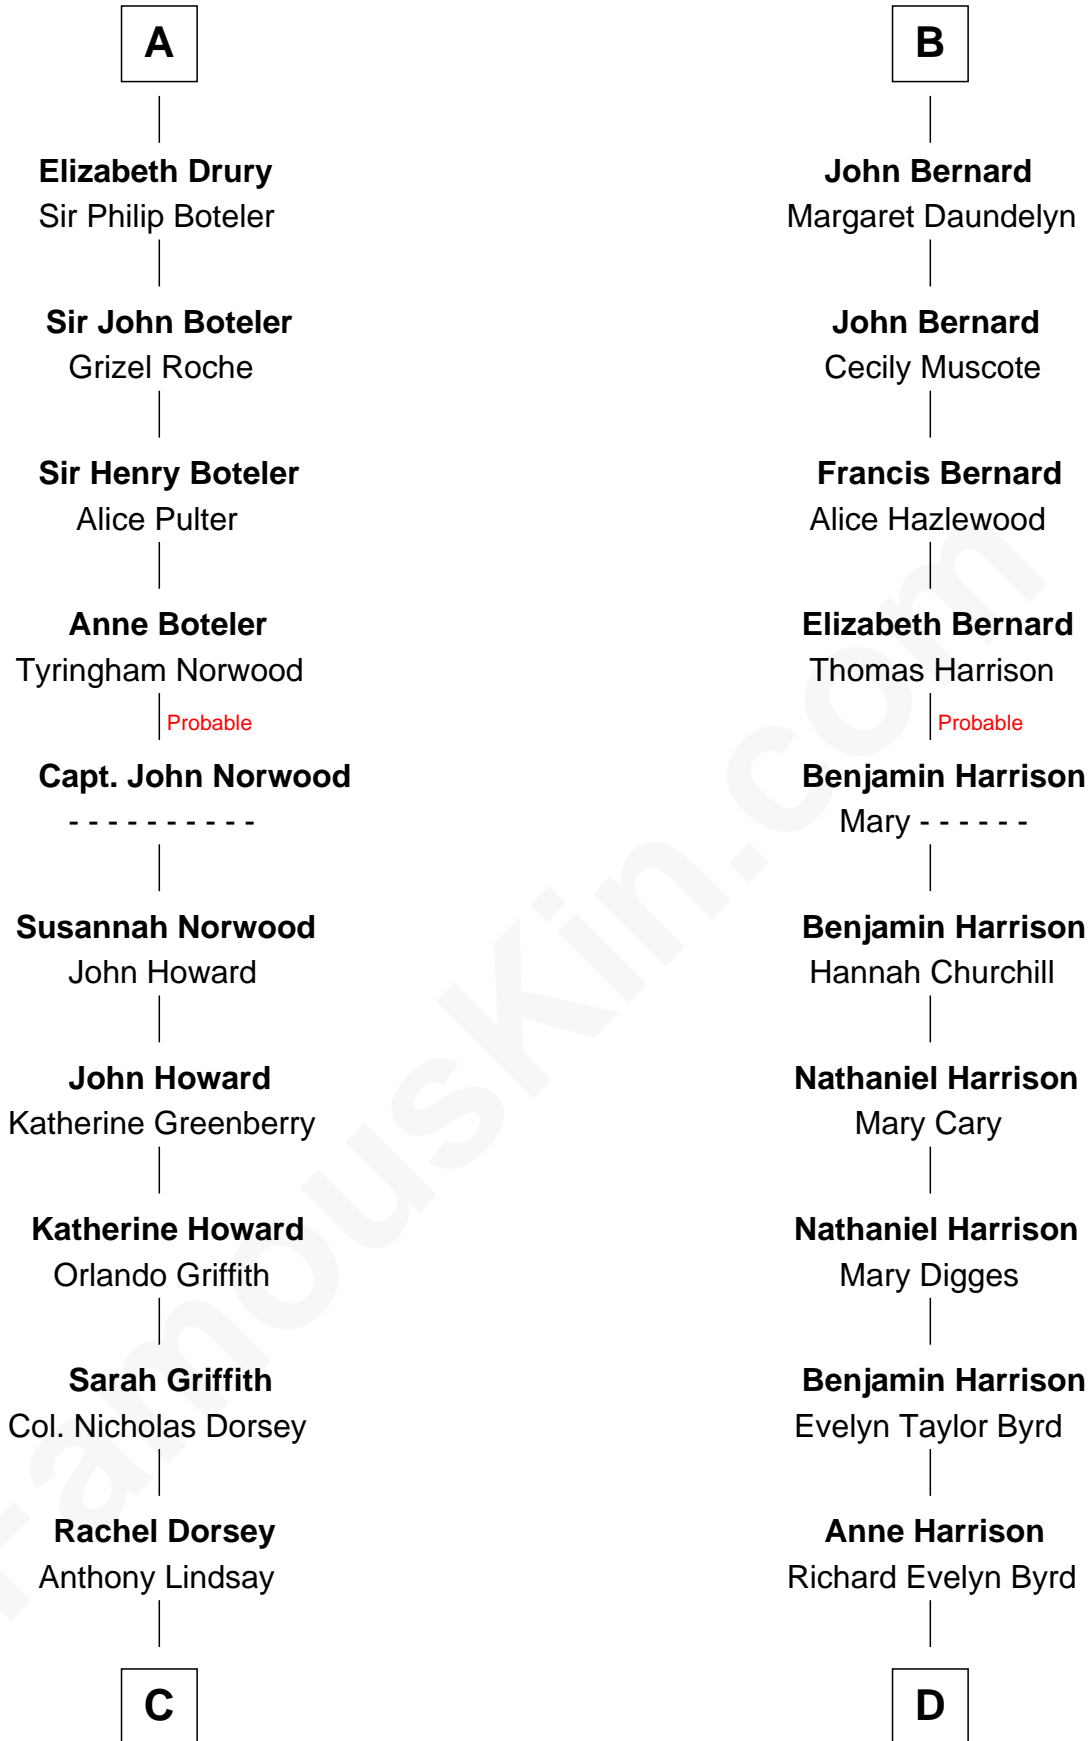 A
Elizabeth Drury
Sir Philip Boteler
Sir John Boteler
Grizel Roche
Sir Henry Boteler
Alice Pulter
Anne Boteler
Tyringham Norwood
Probable
Capt. John Norwood
- - - - - - - - - -
Susannah Norwood
John Howard
John Howard
Katherine Greenberry
Katherine Howard
Orlando Griffith
Sarah Griffith
Col. Nicholas Dorsey
Rachel Dorsey
Anthony Lindsay
C
B
John Bernard
Margaret Daundelyn
John Bernard
Cecily Muscote
Francis Bernard
Alice Hazlewood
Elizabeth Bernard
Thomas Harrison
Probable
Benjamin Harrison
Mary - - - - - -
Benjamin Harrison
Hannah Churchill
Nathaniel Harrison
Mary Cary
Nathaniel Harrison
Mary Digges
Benjamin Harrison
Evelyn Taylor Byrd
Anne Harrison
Richard Evelyn Byrd
D
FamousKin.com